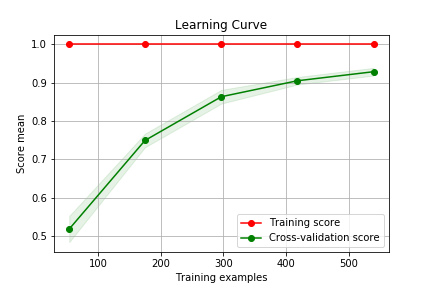 Learning Curve
1.0
0.9
0.8
0.7
0.6
0.5
Score mean
Training score
Cross-validation score
100 200 300 400 500
Training examples